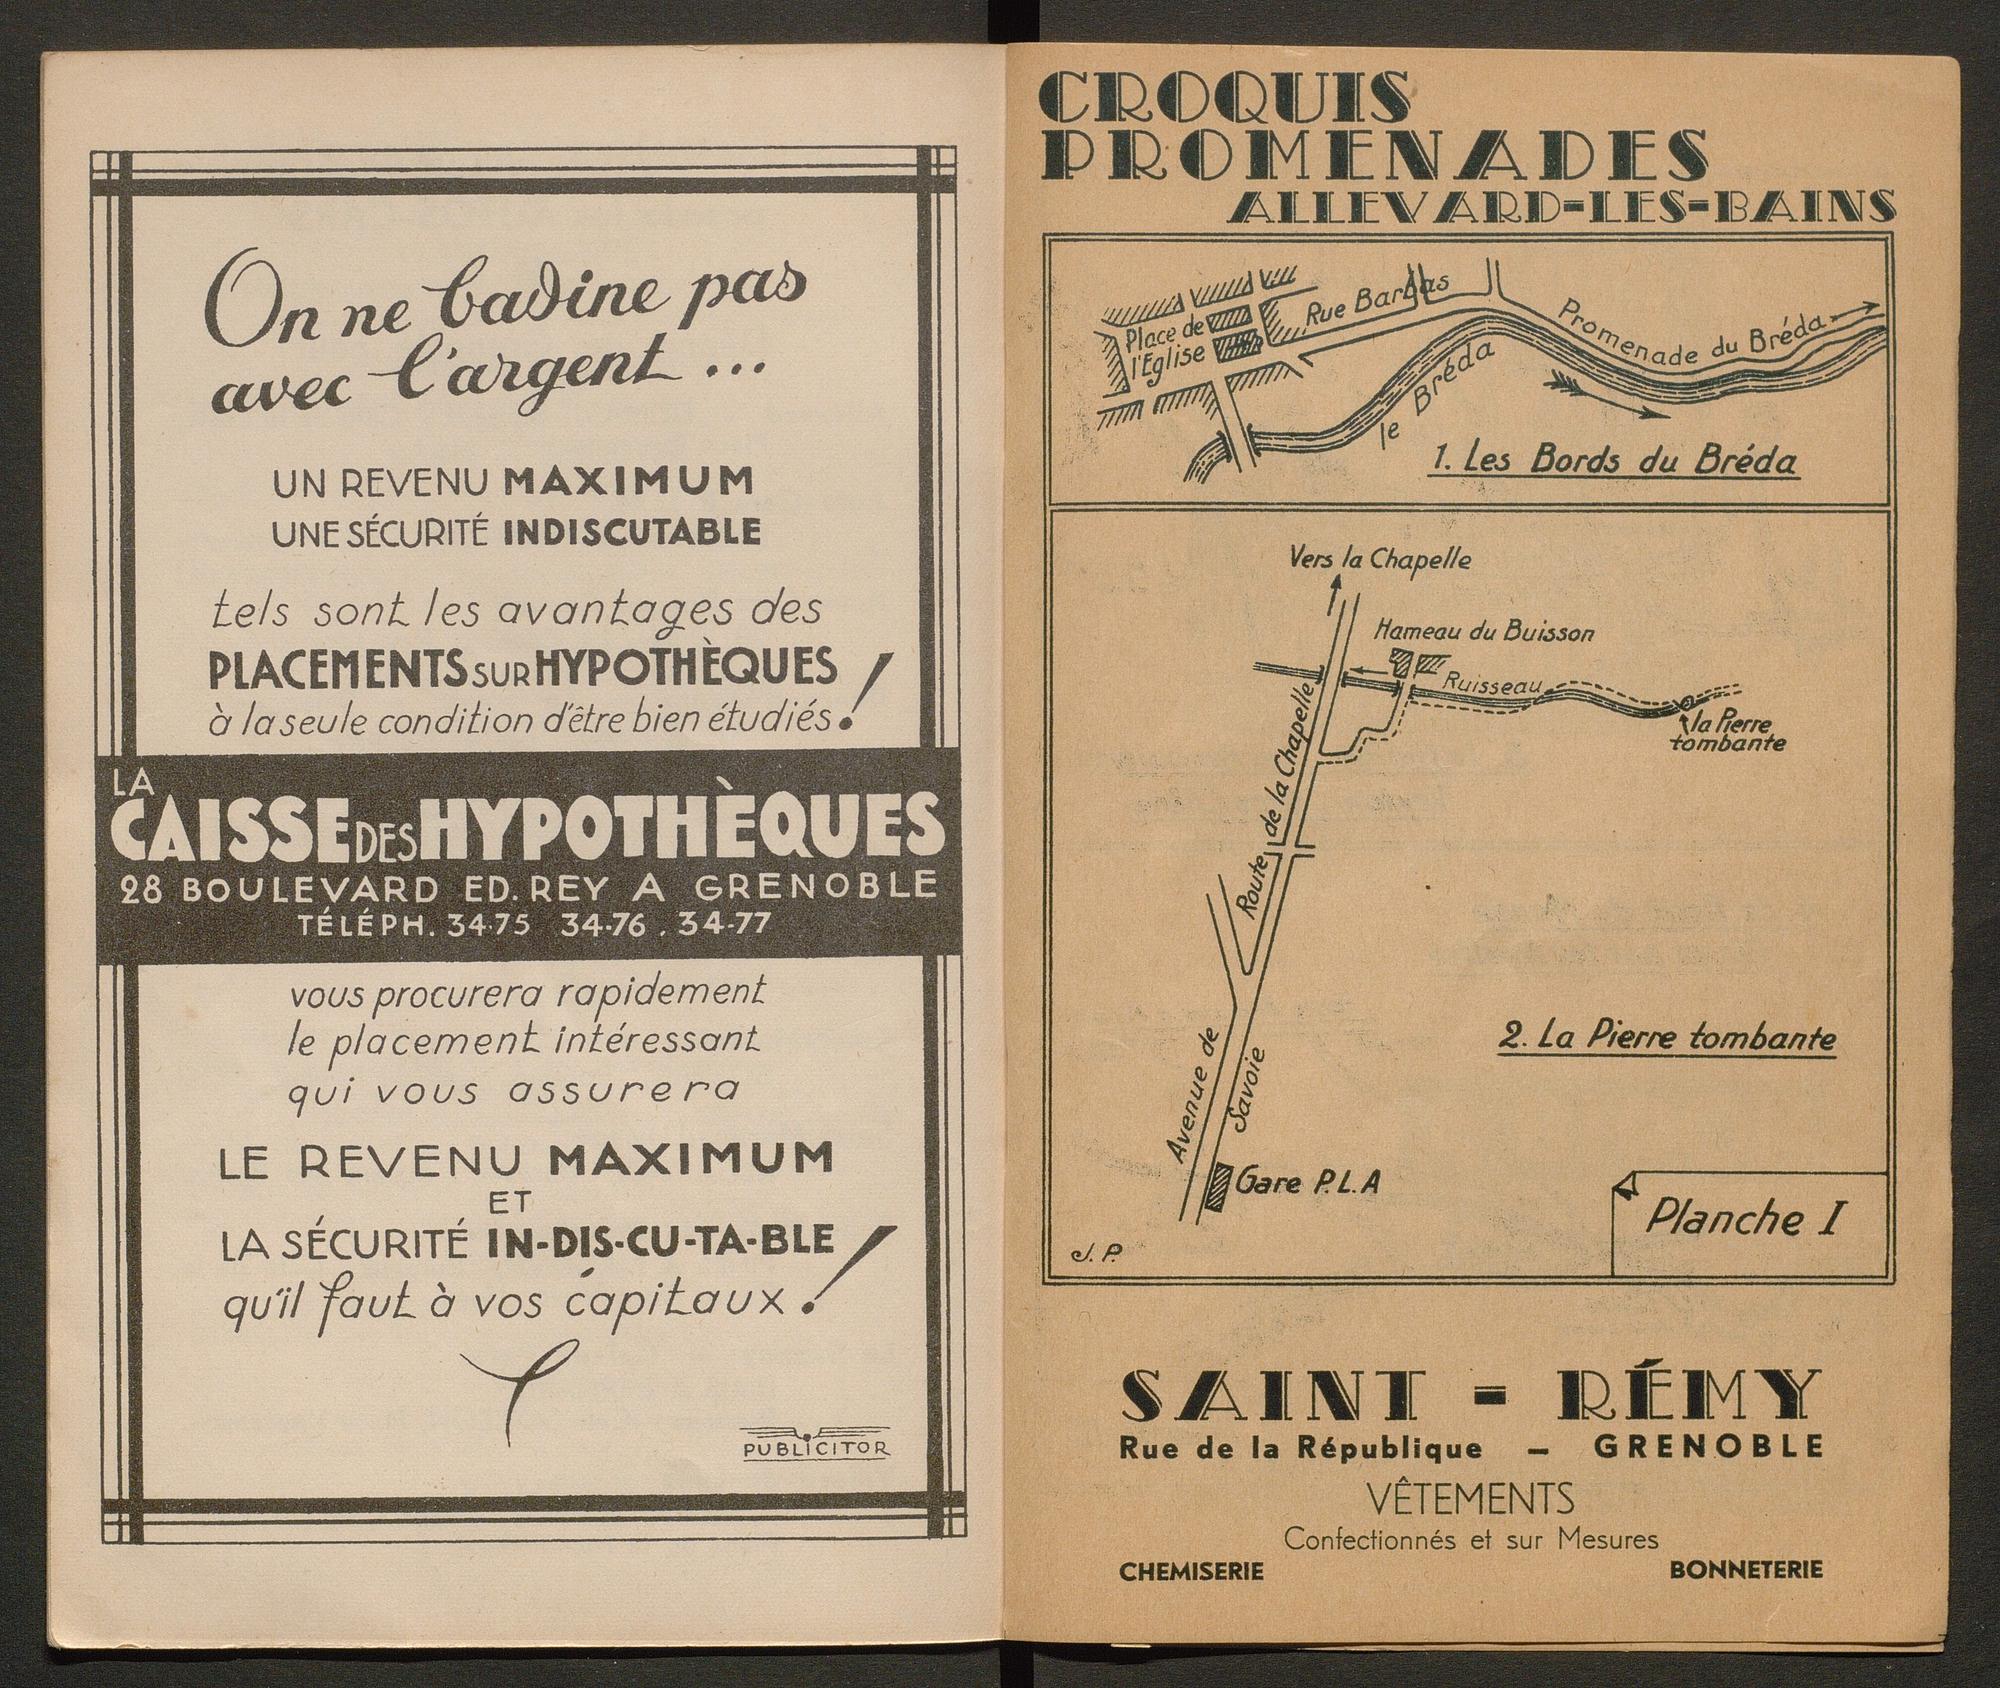 On ne badine pas
avec l'argent...
UN REVENU MAXIMUM
UNE SÉCURITÉ INDISCUTABLE
tels sont les avantages des
PLACEMENTS SUR HYPOTHÈQUES
à la seule condition d'être bien étudiés !
LA
CAISSE DES HYPOTHÈQUES
28 BOULEVARD ED. REY A GRENOBLE
TÉLÉPH. 34-75 34-76 . 34-77
vous procurera rapidement
le placement intéressant
qui vous assurera
LE REVENU MAXIMUM
ET
LA SÉCURITÉ IN-DIS-CU-TA-BLE
qu'il faut à vos capitaux !
PUBLICITOR
CROQUIS
PROMENADES
ALLEVARD-LES-BAINS
Place de
l'Eglise
Rue Barbas
Promenade du Bréda
le Bréda
1. Les Bords du Bréda
Vers la Chapelle
Hameau du Buisson
Ruisseau
la Pierre
tombante
Route de la Chapelle
2. La Pierre tombante
Avenue de
Savoie
Gare P.L.A
Planche I
J. P.
SAINT - RÉMY
Rue de la République – GRENOBLE
VÊTEMENTS
Confectionnés et sur Mesures
CHEMISERIE BONNETERIE